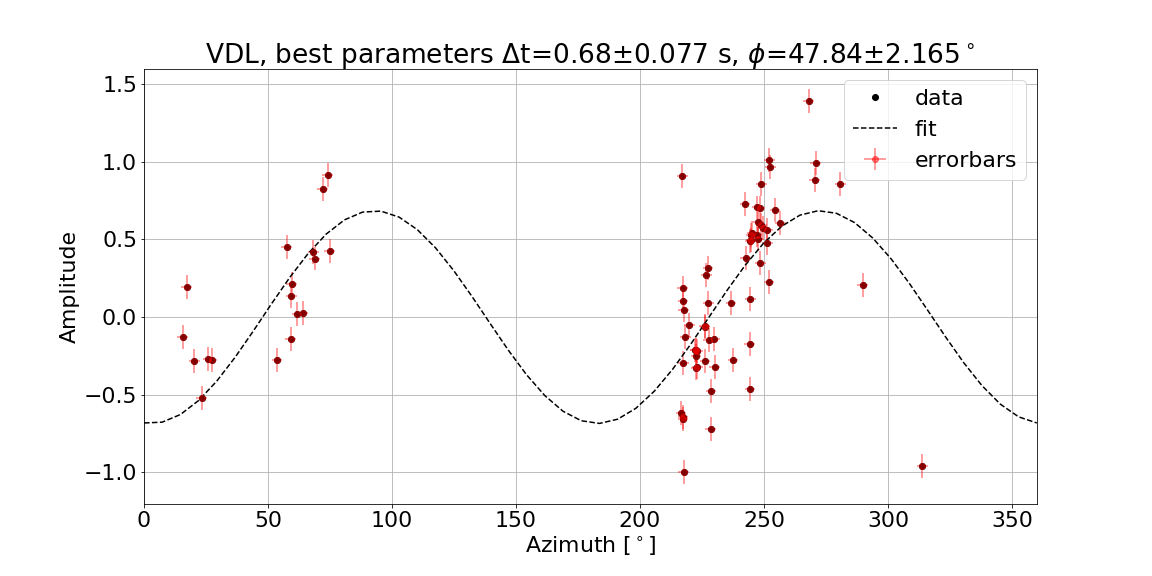 VDL, best parameters Δt=0.68±0.077 s, ϕ=47.84±2.165°
data
fit
errorbars
Amplitude
1.5
1.0
0.5
0.0
−0.5
−1.0
0 50 100 150 200 250 300 350
Azimuth [°]